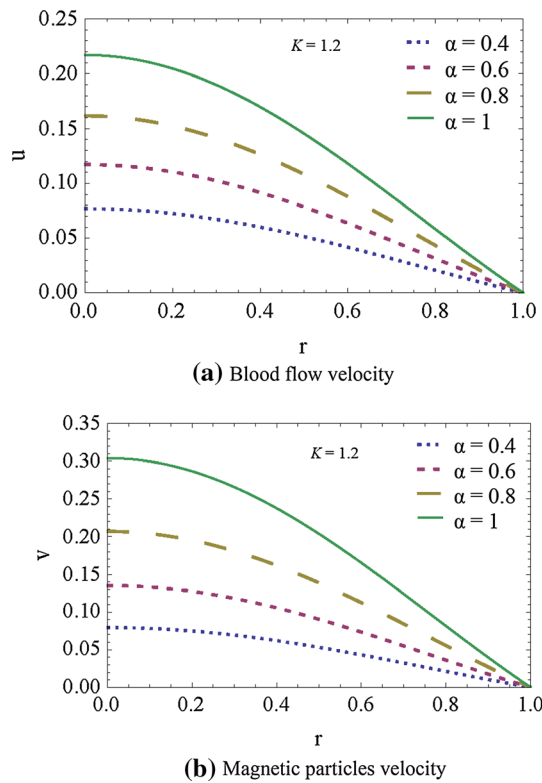 0.25
K = 1.2
α = 0.4
0.20
α = 0.6
α = 0.8
0.15
α = 1
u
0.10
0.05
0.00
0.0 0.2 0.4 0.6 0.8 1.0
r
(a) Blood flow velocity
0.35
K = 1.2
α = 0.4
0.30
α = 0.6
0.25
α = 0.8
0.20
α = 1
v
0.15
0.10
0.05
0.00
0.0 0.2 0.4 0.6 0.8 1.0
r
(b) Magnetic particles velocity